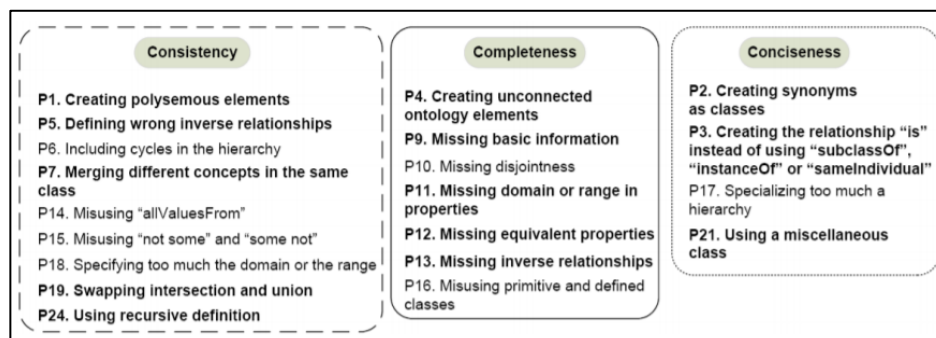 Consistency
P1. Creating polysemous elements
P5. Defining wrong inverse relationships
P6. Including cycles in the hierarchy
P7. Merging different concepts in the same
class
P14. Misusing “allValuesFrom”
P15. Misusing “not some” and “some not”
P18. Specifying too much the domain or the range
P19. Swapping intersection and union
P24. Using recursive definition
Completeness
P4. Creating unconnected
ontology elements
P9. Missing basic information
P10. Missing disjointness
P11. Missing domain or range in
properties
P12. Missing equivalent properties
P13. Missing inverse relationships
P16. Misusing primitive and defined
classes
Conciseness
P2. Creating synonyms
as classes
P3. Creating the relationship “is”
instead of using “subclassOf”,
“instanceOf” or “sameIndividual”
P17. Specializing too much a
hierarchy
P21. Using a miscellaneous
class